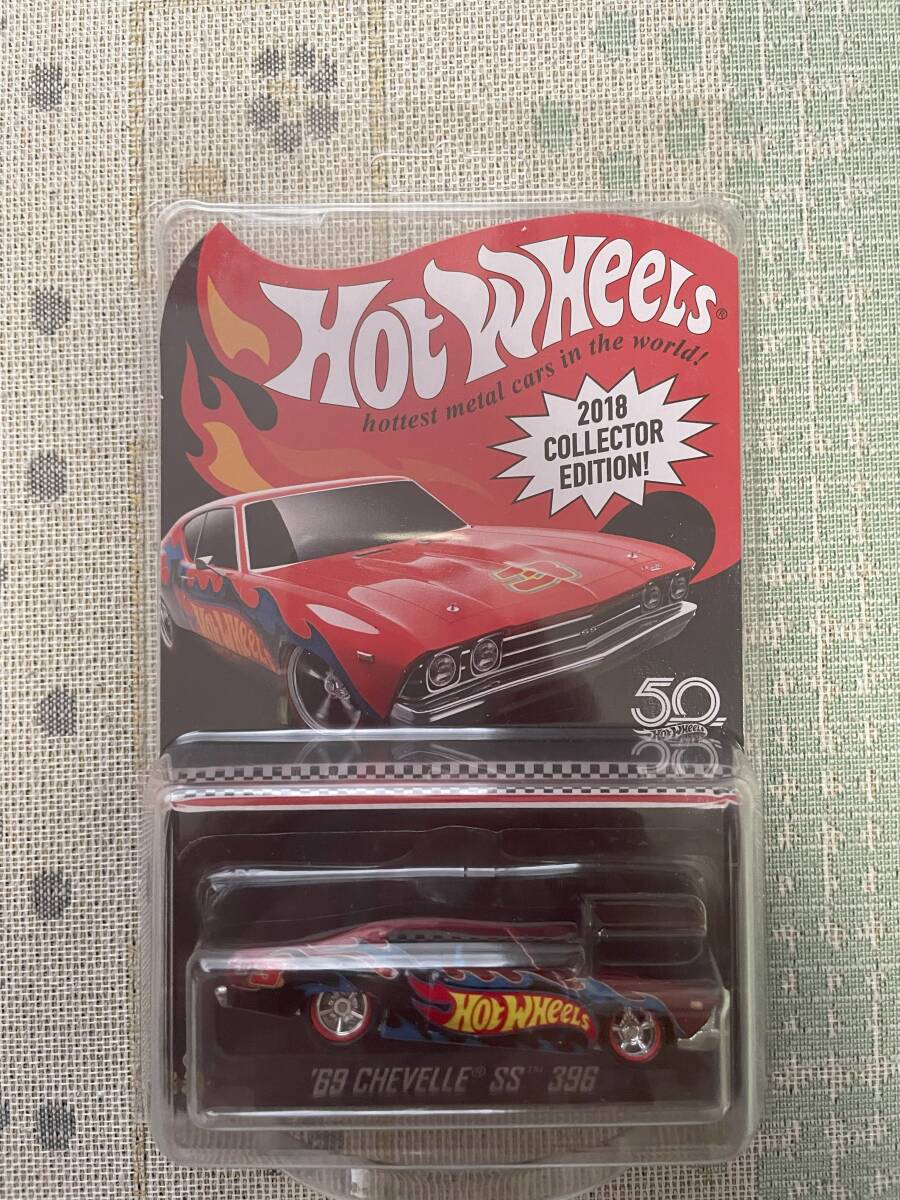 HOT WHEELS®
hottest metal cars in the world!
2018
COLLECTOR
EDITION!
HOT WHEELS
SS
50
HOT WHEELS
HOT WHEELS
'69 CHEVELLE® SS™ 396